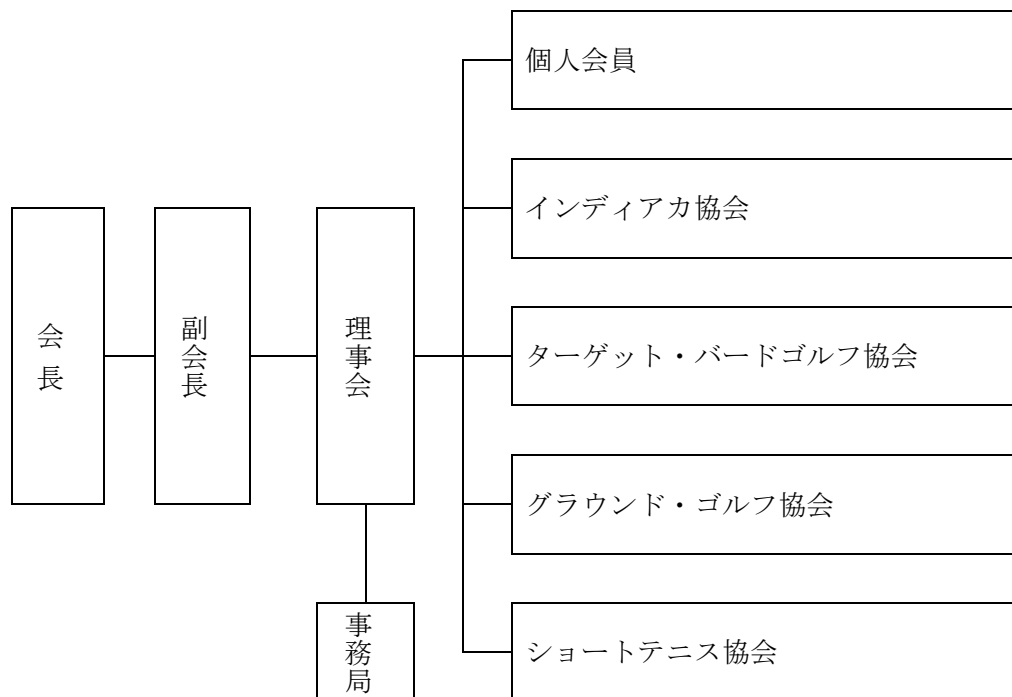 会長
副会長
理事会
事務局
個人会員
インディアカ協会
ターゲット・バードゴルフ協会
グラウンド・ゴルフ協会
ショートテニス協会